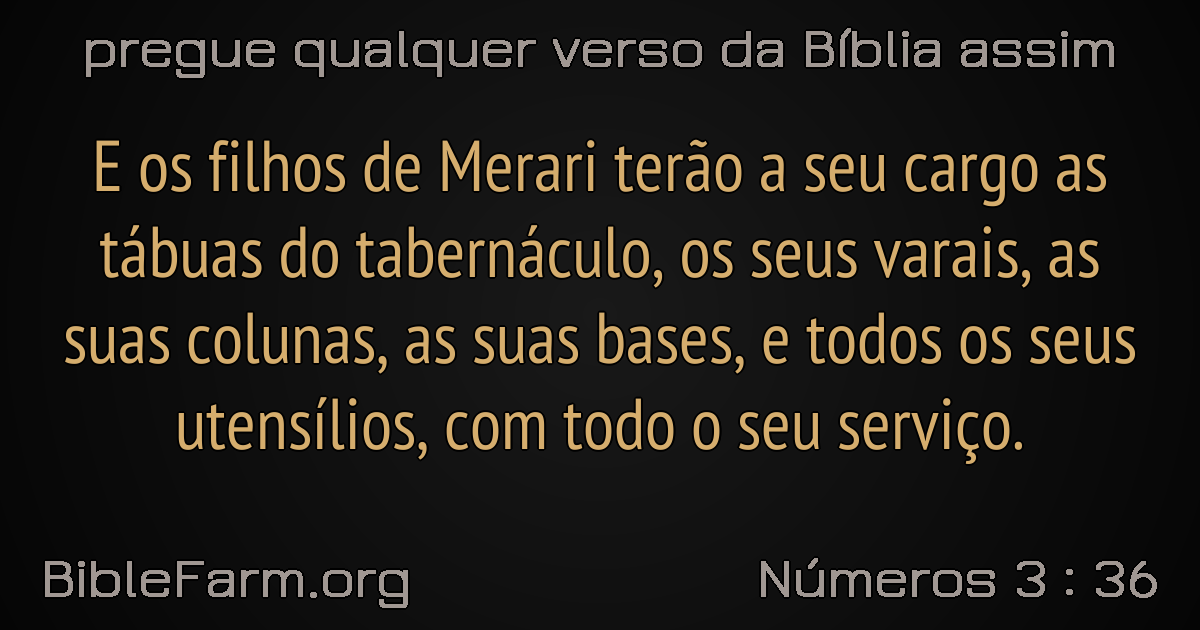 pregue qualquer verso da Bíblia assim
E os filhos de Merari terão a seu cargo as
tábuas do tabernáculo, os seus varais, as
suas colunas, as suas bases, e todos os seus
utensílios, com todo o seu serviço.
BibleFarm.org
Números 3 : 36